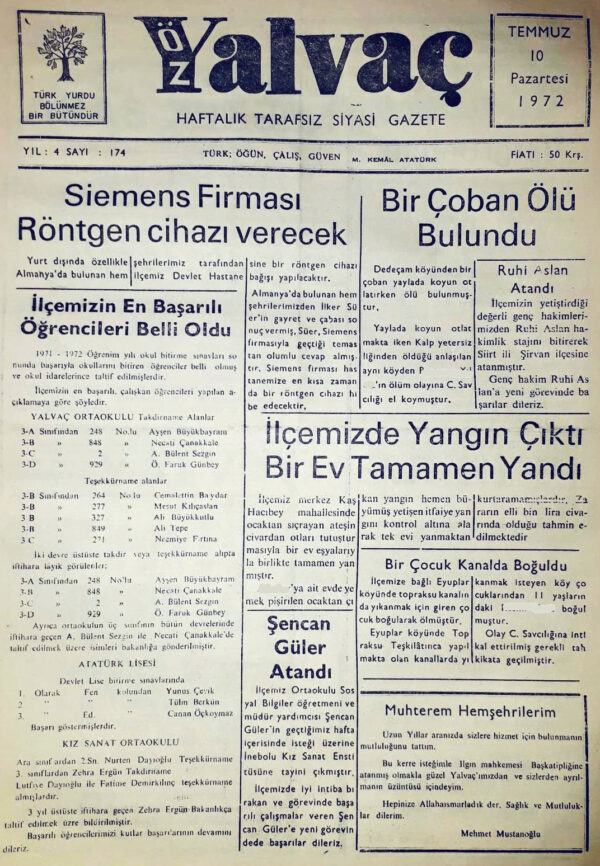 TÜRK YURDU
BÖLÜNMEZ
BİR BÜTÜNDÜR
ÖZ Yalvaç
HAFTALIK TARAFSIZ SİYASİ GAZETE
TEMMUZ
10
Pazartesi
1972
YIL : 4 SAYI : 174
TÜRK; ÖĞÜN, ÇALIŞ, GÜVEN M. KEMÂL ATATÜRK
FİATI : 50 Krş.
Siemens Firması
Röntgen cihazı verecek
Yurt dışında özellikle
Almanya'da bulunan hem
şehrilerimiz tarafından
ilçemiz Devlet Hastane
sine bir röntgen cihazı
bağışı yapılacaktır.
Almanya'da bulunan hem
şehrilerimizden İlker Sü
er'in gayret ve çabası so
nuç vermiş, Süer, Siemens
firmasıyla geçtiği temas
tan olumlu cevap almış
tır. Siemens firması has
tanemize en kısa zaman
da bir röntgen cihazı hi
be edecektir,
Bir Çoban Ölü
Bulundu
Dedeçam köyünden bir
çoban yaylada koyun ot
latırken ölü bulunmuş
tur.
Yaylada koyun otlat
makta iken Kalp yetersiz
liğinden öldüğü anlaşılan
aynı köyden P
ı'ın ölüm olayına C. Sav
cılığı el koymuştur.
Ruhi Aslan
Atandı
İlçemizin yetiştirdiği
değerli genç hakimleri-
mizden Ruhi Aslan ha-
kimlik stajını bitirerek
Siirt ili Şirvan ilçesine
atanmıştır.
Genç hakim Ruhi As
lan'a yeni görevinde ba
şarılar dileriz.
İlçemizin En Başarılı
Öğrencileri Belli Oldu
1971 - 1972 Öğrenim yılı okul bitirme sınavları so
nunda başarıyla okullarını bitiren öğrenciler belli olmuş
ve okul idarelerince taltif edilmişlerdir.
İlçemizin en başarılı, çalışkan öğrencileri yapılan a-
çıklamaya göre şöyledir.
YALVAÇ ORTAOKULU Takdirname Alanlar
3-A Sınıfından 248 No.lu Ayşen Büyükbayram
3-B " 848 " Necati Çanakkale
3-C " 2 " A. Bülent Sezgin
3-D " 929 " Ö. Faruk Günbey
Teşekkürname alanlar
3-B Sınıfından 264 No.lu Cemalettin Baydar
3-B " 277 " Mesut Kılıçaslan
3 B " 327 " Ali Büyükkutlu
3-B " 849 " Ali Tepe
3 C " 271 " Necmiye Fırtına
İki devre üstüste takdir veya teşekkürname alıpta
iftihara lâyık görülenler;
3-A Sınıfından 248 No'lu Ayşen Büyükbayram
3-B " 848 " Necati Çanakkale
3-C " 2 " A. Bülent Sezgin
3-D " 929 " Ö. Faruk Günbey
Ayrıca ortaokulun üç sınıfının bütün devrelerinde
iftihara geçen A. Bülent Sezgin ile Necati Çanakkale'de
taltif edilmek üzere isimleri bakanlığa gönderilmiştir.
ATATÜRK LİSESİ
Devlet Lise bitirme sınavlarında
1. Olarak Fen kolundan Yunus Çevik
2 " " " Tülin Berkün
3. " Ed. " Canan Öçkoymaz
Başarı göstermişlerdir.
KIZ SANAT ORTAOKULU
Ara sınıflardan 2.Sn. Nurten Dayıoğlu Teşekkürname
3. sınıflardan Zehra Ergün Takdirname
Lutfiye Dayıoğlu ile Fatime Demirkılınç teşekkürname
almışlardır.
3 yıl üstüste iftihara geçen Zehra Ergün Bakanlıkça
taltif edilmek üzre bildirilmiştir.
Başarılı öğrencilerimizi kutlar başarılarının devamını
dileriz.
İlçemizde Yangın Çıktı
Bir Ev Tamamen Yandı
İlçemiz merkez Kaş
Hacıbey mahallesinde
ocaktan sıçrayan ateşin
civardan otları tutuştur
masıyla bir ev eşyalarıy
la birlikte tamamen yan
mıştır.
'ya ait evde ye
mek pişirilen ocaktan çı
kan yangın hemen bü-
yümüş yetişen itfaiye yan
gını kontrol altına ala
rak tek evi yanmaktan
kurtaramamışlardır. Za
rarın elli bin lira civa-
rında olduğu tahmin e-
dilmektedir
Bir Çocuk Kanalda Boğuldu
İlçemize bağlı Eyuplar
köyünde topraksu kanalın
da yıkanmak için giren ço
cuk boğularak ölmüştür,
Eyuplar köyünde Top
raksu Teşkilâtınca yapıl
makta olan kanallarda yı
kanmak isteyen köy ço
cuklarından 11 yaşların
daki boğul
muştur.
Olay C. Savcılığına inti
kal ettirilmiş gerekli tah
kikata geçilmiştir.
Şencan
Güler
Atandı
İlçemiz Ortaokulu Sos
yal Bilgiler öğretmeni ve
müdür yardımcısı Şencan
Güler'in geçtiğimiz hafta
içerisinde isteği üzerine
İnebolu Kız Sanat Ensti
tüsüne tayini çıkmıştır.
İlçemizde iyi intiba bı
rakan ve görevinde başa
rılı çalışmalar veren Şen
can Güler'e yeni görevin
dede başarılar dileriz.
Muhterem Hemşehrilerim
Uzun Yıllar aranızda sizlere hizmet için bulunmanın
mutluluğunu tattım.
Bu kerre isteğimle Ilgın mahkemesi Başkatipliğine
atanmış olmakla güzel Yalvaç'ımızdan ve sizlerden ayrıl-
manın üzüntüsü içindeyim.
Hepinize Allahaısmarladık der, Sağlık ve Mutluluk-
lar dilerim.
Mehmet Mustanoğlu